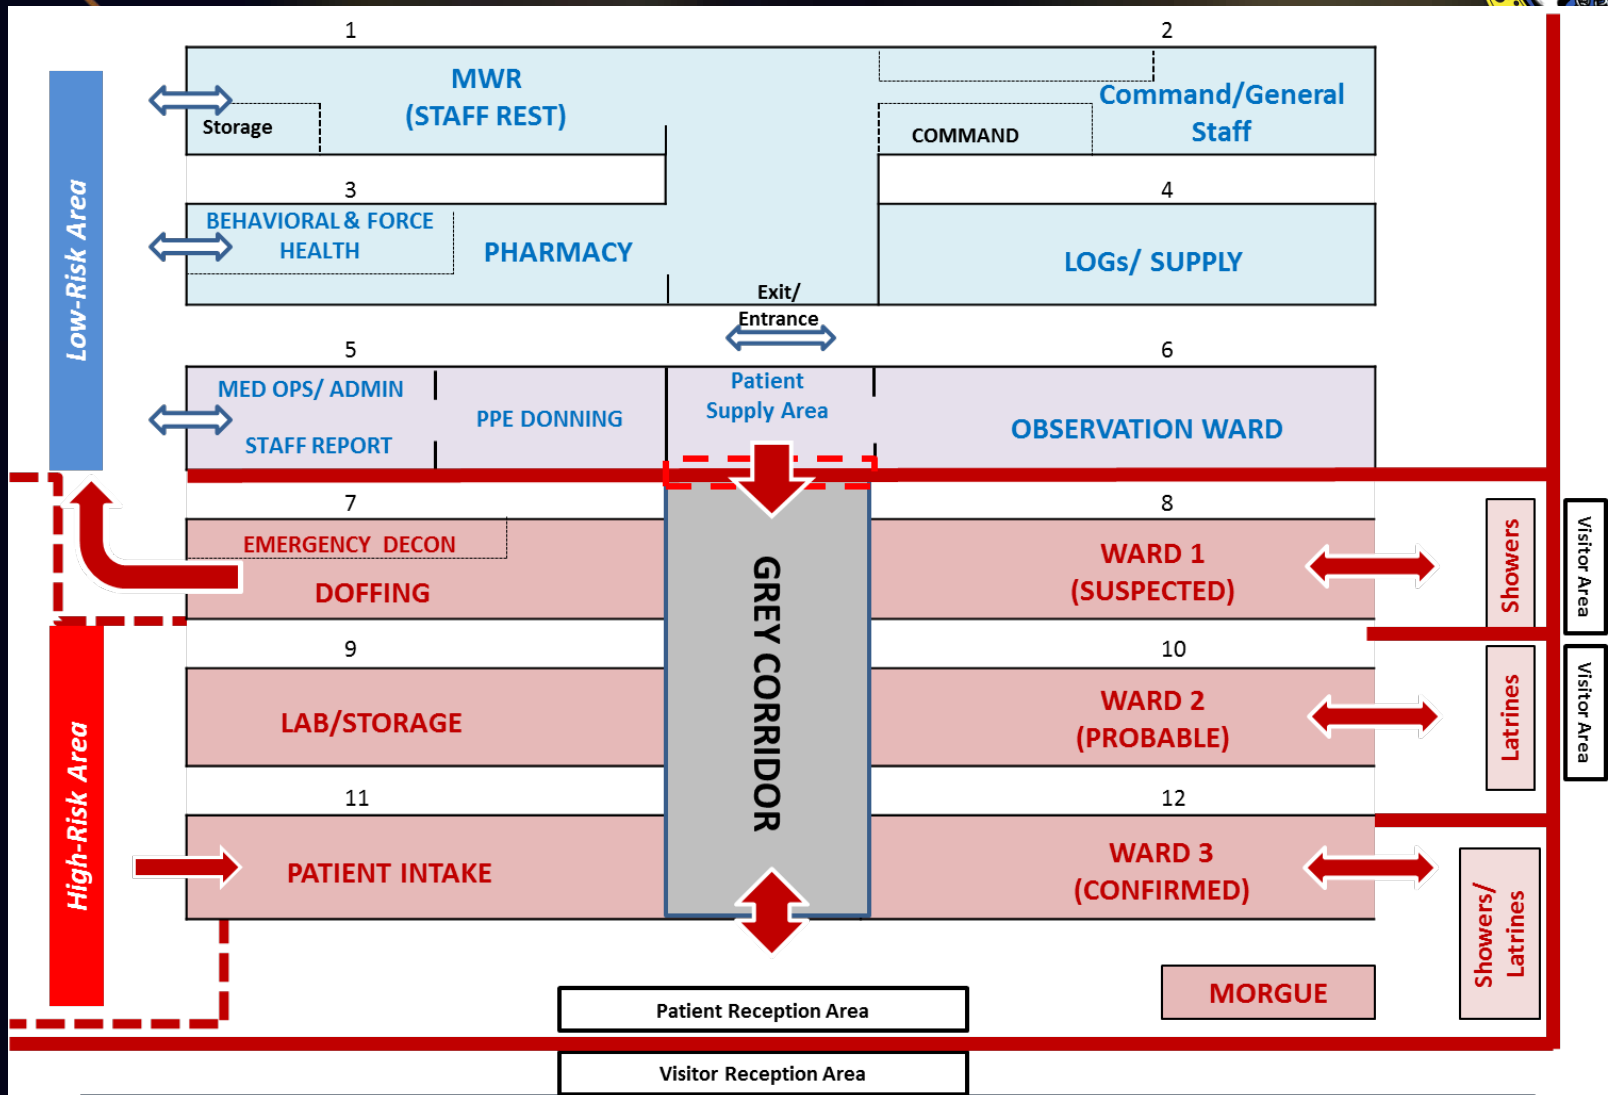 1
2
MWR
(STAFF REST)
Storage
Command/General
Staff
COMMAND
Low-Risk Area
3
4
BEHAVIORAL & FORCE
HEALTH
PHARMACY
LOGs/ SUPPLY
Exit/
Entrance
5
6
MED OPS/ ADMIN
STAFF REPORT
PPE DONNING
Patient
Supply Area
OBSERVATION WARD
7
8
EMERGENCY DECON
DOFFING
GREY CORRIDOR
WARD 1
(SUSPECTED)
Showers
Visitor Area
High-Risk Area
9
10
LAB/STORAGE
WARD 2
(PROBABLE)
Latrines
Visitor Area
11
12
PATIENT INTAKE
WARD 3
(CONFIRMED)
Showers/
Latrines
MORGUE
Patient Reception Area
Visitor Reception Area